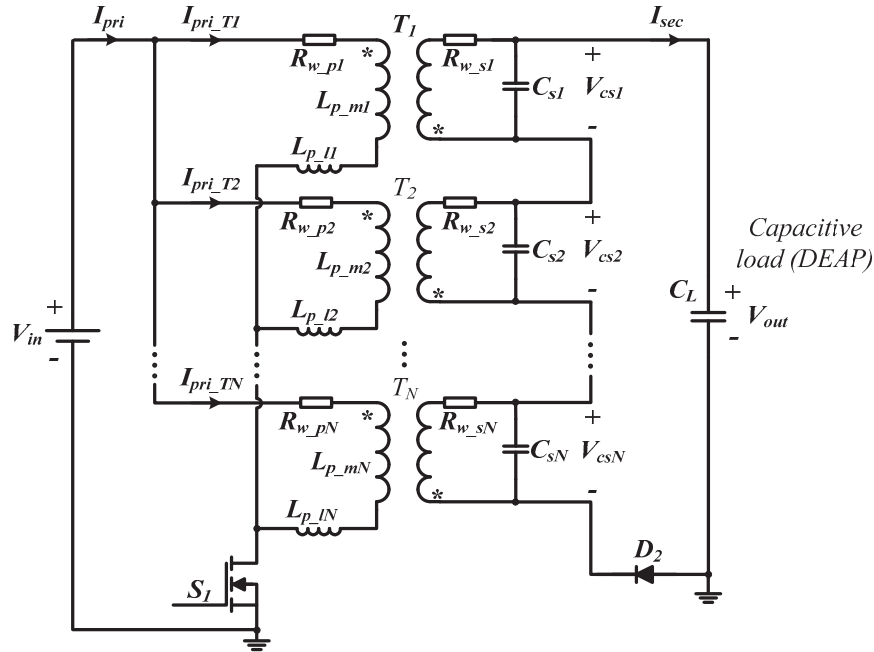 I_pri I_pri_T1 T_1 I_sec
R_w_p1 * R_w_s1 +
L_p_m1 C_s1 V_cs1
* -
L_p_l1
I_pri_T2 T_2
R_w_p2 * R_w_s2 +
L_p_m2 C_s2 V_cs2
* -
L_p_l2
Capacitive
load (DEAP)
C_L +
V_out
-
+
V_in
-
I_pri_TN T_N
R_w_pN * R_w_sN +
L_p_mN C_sN V_csN
* -
L_p_lN
D_2
S_1